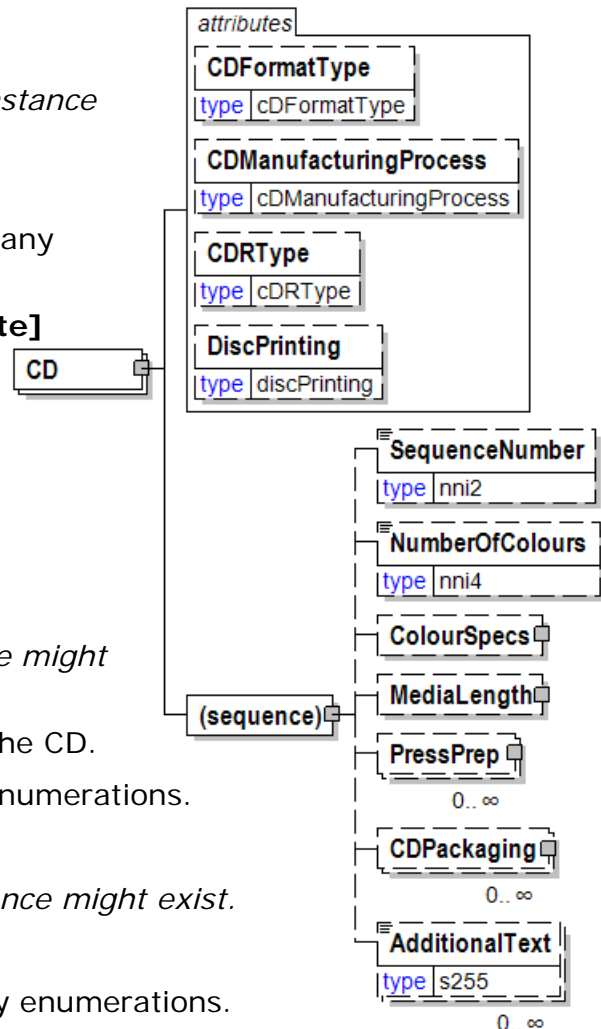 attributes
CDFormatType
type cDFormatType
nstance
CDManufacturingProcess
type cDManufacturingProcess
any
CDRType
type cDRType
te]
DiscPrinting
type discPrinting
CD
SequenceNumber
type nni2
NumberOfColours
type nni4
ColourSpecs
e might
MediaLength
(sequence)
he CD.
PressPrep
numerations.
0.. ∞
CDPackaging
0.. ∞
nce might exist.
AdditionalText
type s255
y enumerations.
0.. ∞